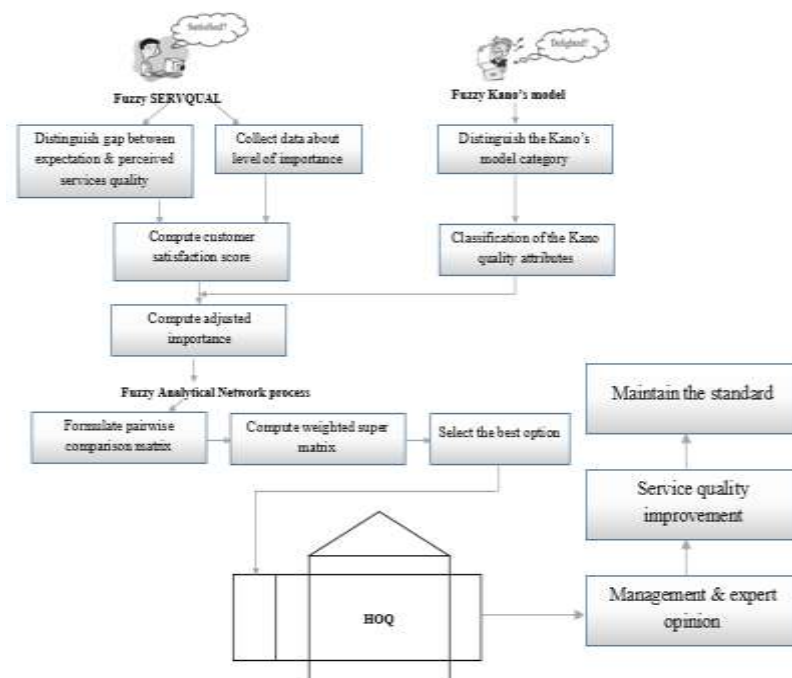 Satisfied?
Delighted?
Fuzzy SERVQUAL
Fuzzy Kano's model
Distinguish gap between
expectation & perceived
services quality
Collect data about
level of importance
Distinguish the Kano's
model category
Compute customer
satisfaction score
Classification of the Kano
quality attributes
Compute adjusted
importance
Fuzzy Analytical Network process
Maintain the standard
Formulate pairwise
comparison matrix
Compute weighted super
matrix
Select the best option
Service quality
improvement
HOQ
Management & expert
opinion